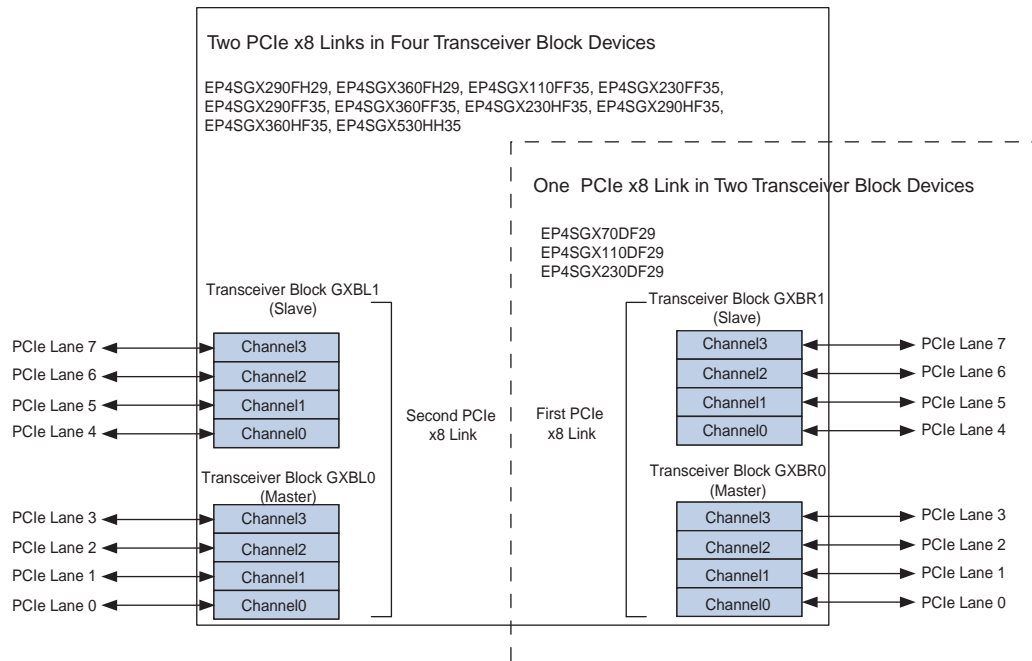 Two PCIe x8 Links in Four Transceiver Block Devices
EP4SGX290FH29, EP4SGX360FH29, EP4SGX110FF35, EP4SGX230FF35,
EP4SGX290FF35, EP4SGX360FF35, EP4SGX230HF35, EP4SGX290HF35,
EP4SGX360HF35, EP4SGX530HH35
One PCIe x8 Link in Two Transceiver Block Devices
EP4SGX70DF29
EP4SGX110DF29
EP4SGX230DF29
Transceiver Block GXBL1
(Slave)
PCIe Lane 7
Channel3
PCIe Lane 6
Channel2
PCIe Lane 5
Channel1
PCIe Lane 4
Channel0
Second PCIe
x8 Link
Transceiver Block GXBL0
(Master)
PCIe Lane 3
Channel3
PCIe Lane 2
Channel2
PCIe Lane 1
Channel1
PCIe Lane 0
Channel0
First PCIe
x8 Link
Transceiver Block GXBR1
(Slave)
Channel3
PCIe Lane 7
Channel2
PCIe Lane 6
Channel1
PCIe Lane 5
Channel0
PCIe Lane 4
Transceiver Block GXBR0
(Master)
Channel3
PCIe Lane 3
Channel2
PCIe Lane 2
Channel1
PCIe Lane 1
Channel0
PCIe Lane 0